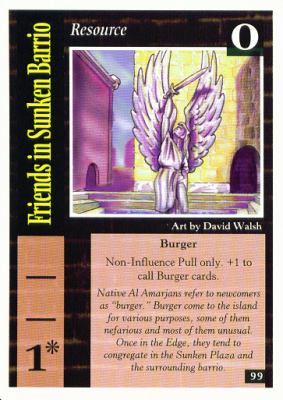 Friends in Sunken Barrio
Resource
O
Art by David Walsh
Burger
Non-Influence Pull only. +1 to
call Burger cards.
Native Al Amarjans refer to newcomers
as "burger." Burger come to the island
for various purposes, some of them
nefarious and most of them unusual.
Once in the Edge, they tend to
congregate in the Sunken Plaza and
the surrounding barrio.
—
—
1*
99